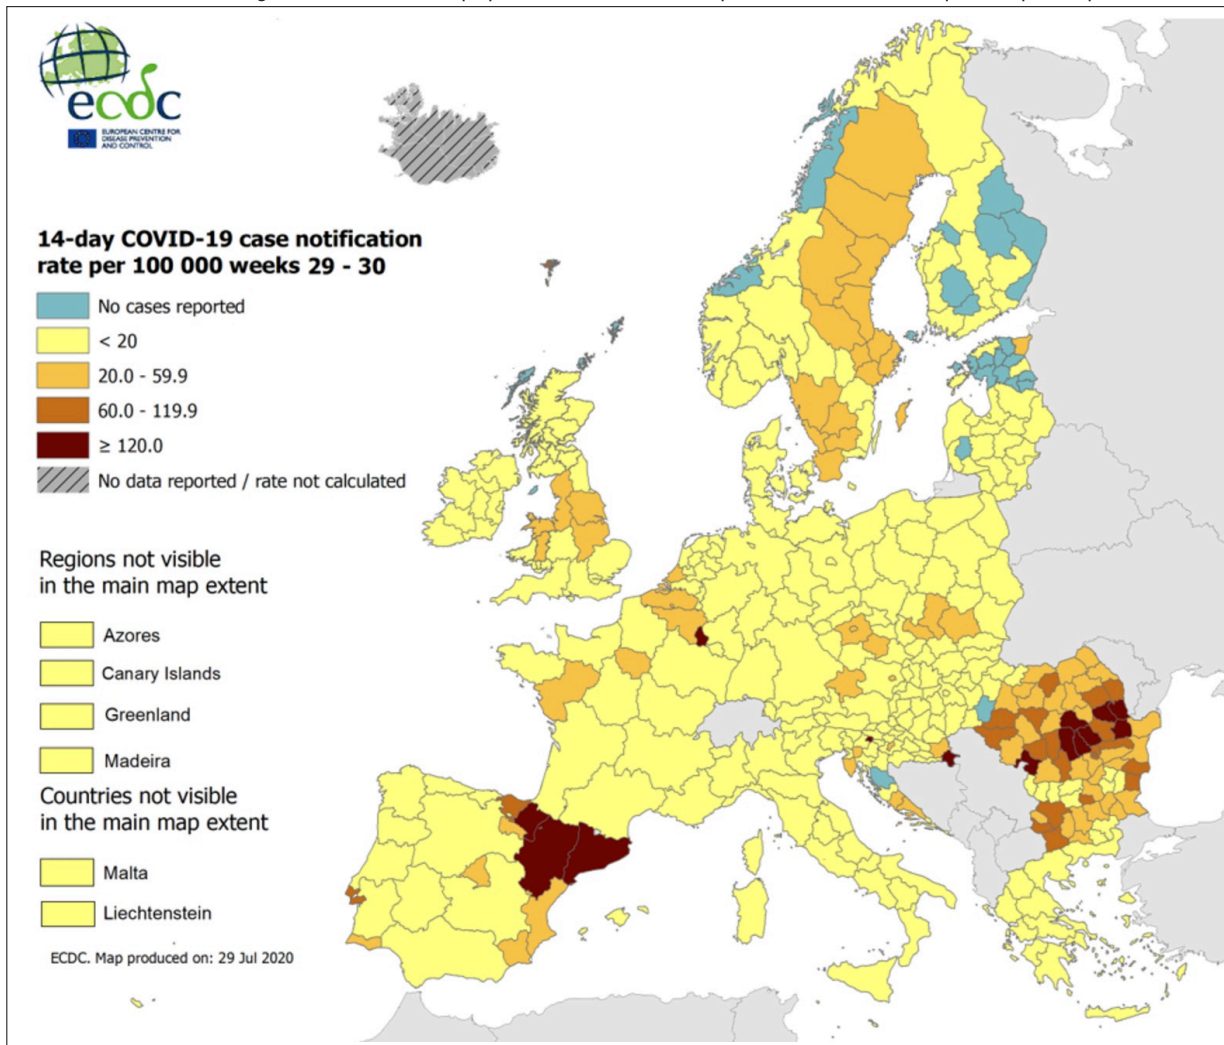 ecdc
EUROPEAN CENTRE FOR
DISEASE PREVENTION
AND CONTROL
14-day COVID-19 case notification
rate per 100 000 weeks 29 - 30
No cases reported
< 20
20.0 - 59.9
60.0 - 119.9
≥ 120.0
No data reported / rate not calculated
Regions not visible
in the main map extent
Azores
Canary Islands
Greenland
Madeira
Countries not visible
in the main map extent
Malta
Liechtenstein
ECDC. Map produced on: 29 Jul 2020